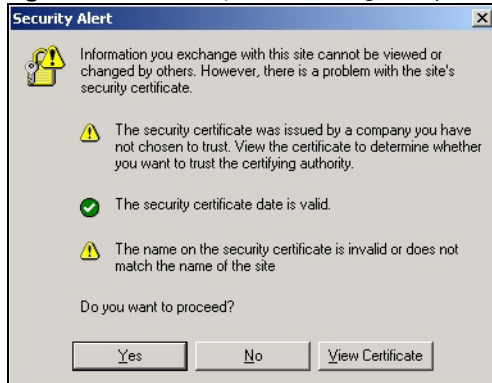 Security Alert
Information you exchange with this site cannot be viewed or
changed by others. However, there is a problem with the site's
security certificate.
The security certificate was issued by a company you have
not chosen to trust. View the certificate to determine whether
you want to trust the certifying authority.
The security certificate date is valid.
The name on the security certificate is invalid or does not
match the name of the site
Do you want to proceed?
Yes No View Certificate